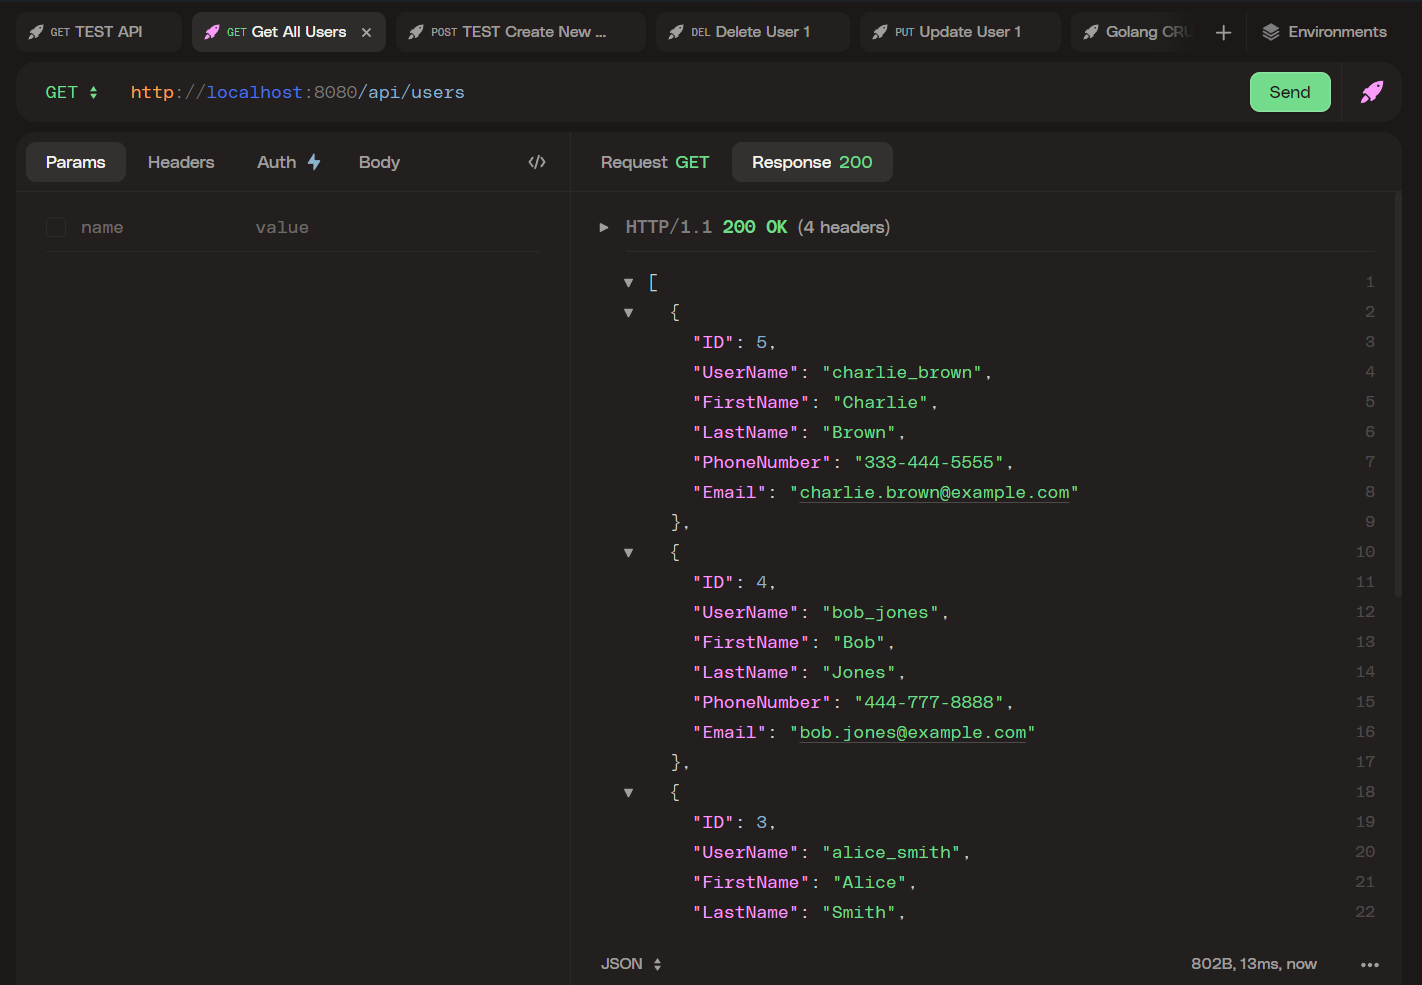 GET TEST API GET Get All Users × POST TEST Create New ... DEL Delete User 1 PUT Update User 1 Golang CRU + Environments
GET http://localhost:8080/api/users Send
Params Headers Auth Body </> Request GET Response 200
name value
HTTP/1.1 200 OK (4 headers)
[ 1
{ 2
"ID": 5, 3
"UserName": "charlie_brown", 4
"FirstName": "Charlie", 5
"LastName": "Brown", 6
"PhoneNumber": "333-444-5555", 7
"Email": "charlie.brown@example.com" 8
}, 9
{ 10
"ID": 4, 11
"UserName": "bob_jones", 12
"FirstName": "Bob", 13
"LastName": "Jones", 14
"PhoneNumber": "444-777-8888", 15
"Email": "bob.jones@example.com" 16
}, 17
{ 18
"ID": 3, 19
"UserName": "alice_smith", 20
"FirstName": "Alice", 21
"LastName": "Smith", 22
JSON 802B, 13ms, now •••